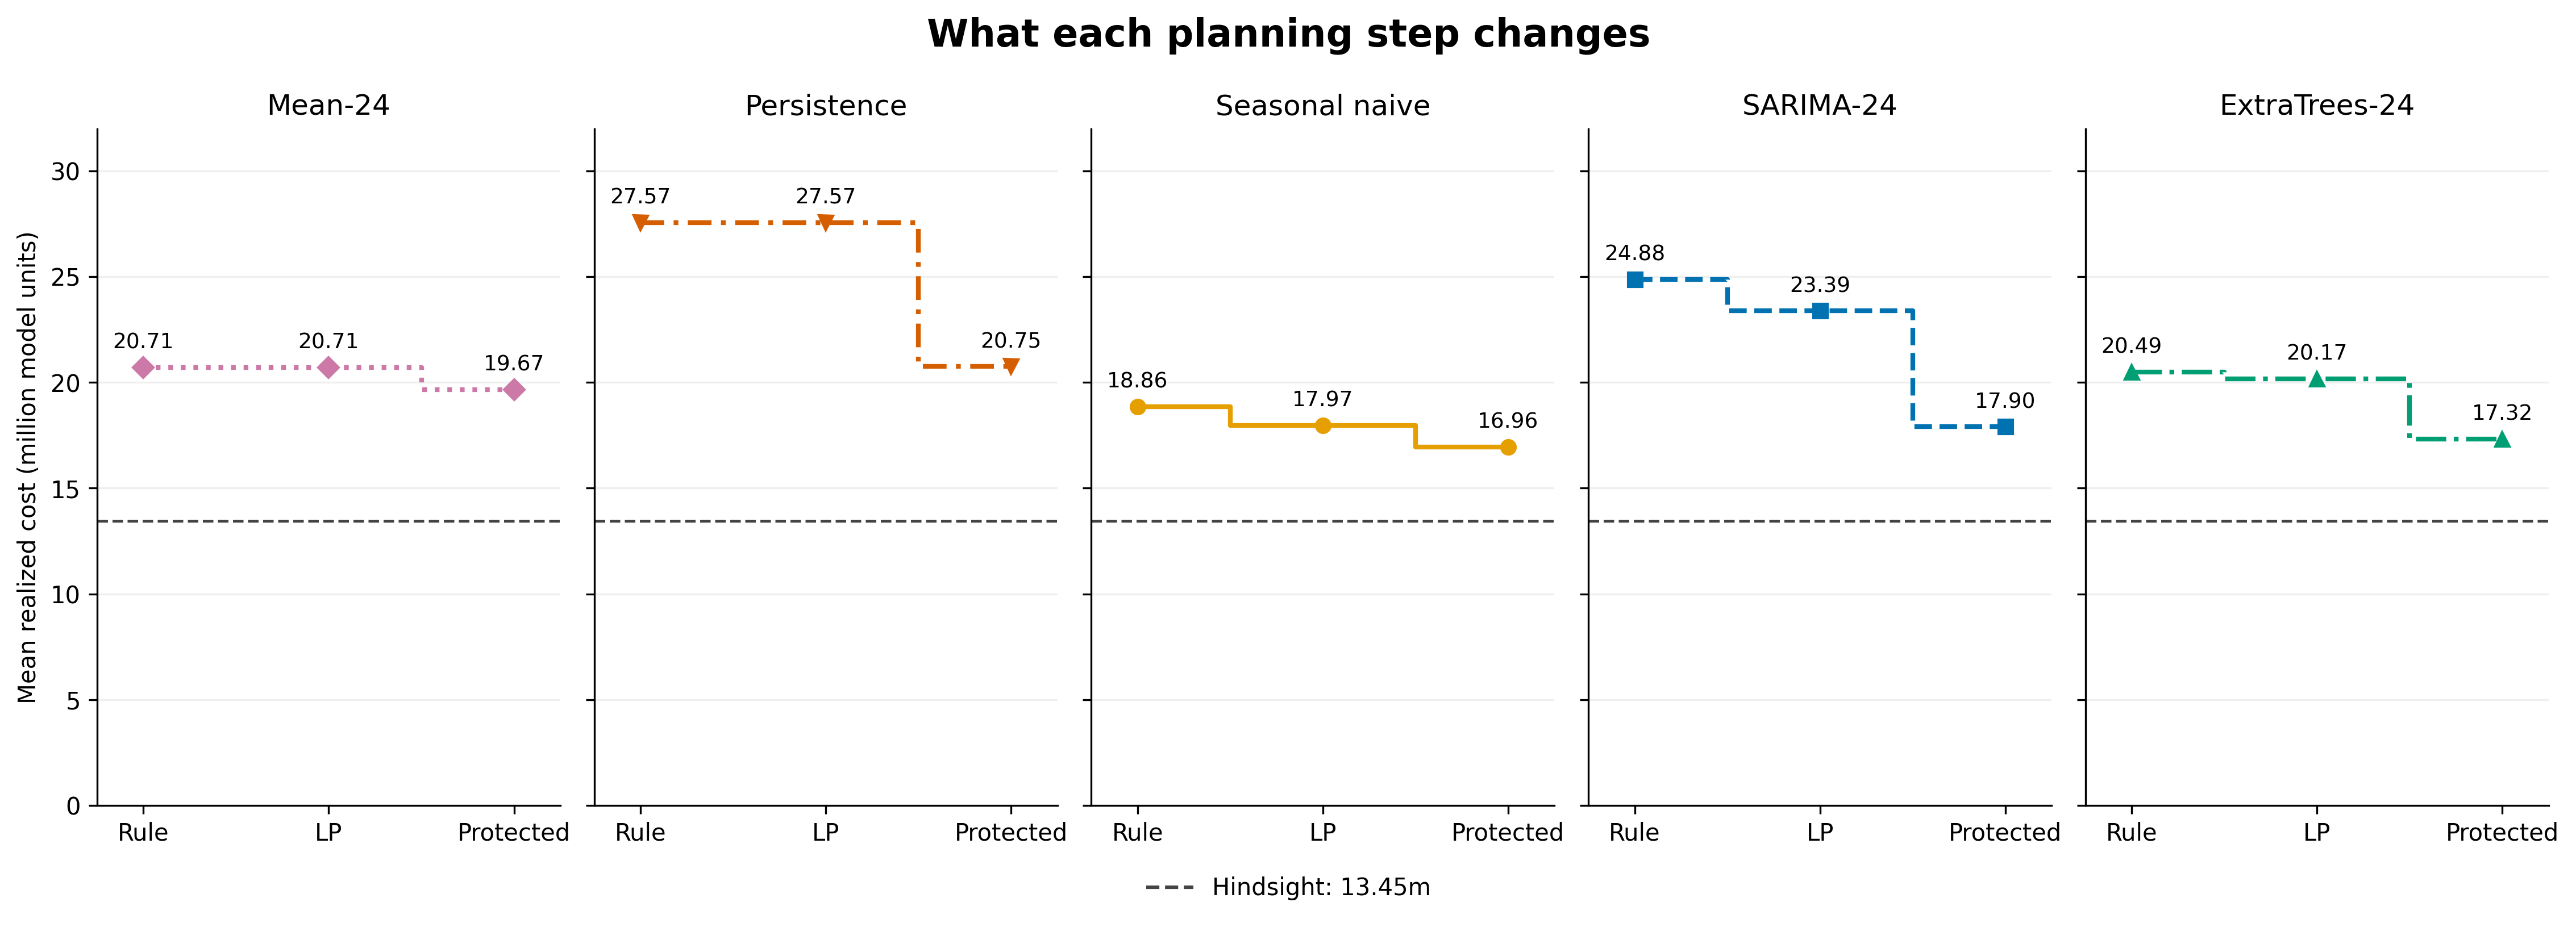 What each planning step changes
Mean-24
Persistence
Seasonal naive
SARIMA-24
ExtraTrees-24
Mean realized cost (million model units)
30
25
20
15
10
5
0
20.71
20.71
19.67
27.57
27.57
20.75
18.86
17.97
16.96
24.88
23.39
17.90
20.49
20.17
17.32
Rule LP Protected
Rule LP Protected
Rule LP Protected
Rule LP Protected
Rule LP Protected
Hindsight: 13.45m